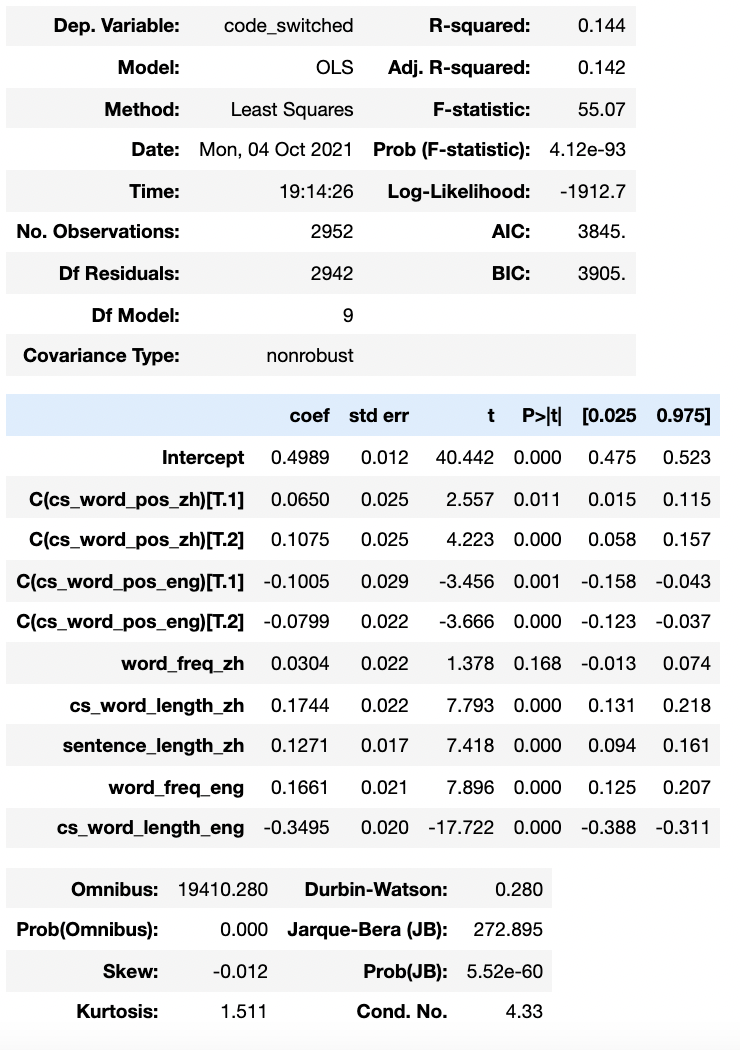 Dep. Variable: code_switched R-squared: 0.144
Model: OLS Adj. R-squared: 0.142
Method: Least Squares F-statistic: 55.07
Date: Mon, 04 Oct 2021 Prob (F-statistic): 4.12e-93
Time: 19:14:26 Log-Likelihood: -1912.7
No. Observations: 2952 AIC: 3845.
Df Residuals: 2942 BIC: 3905.
Df Model: 9
Covariance Type: nonrobust
coef std err t P>|t| [0.025 0.975]
Intercept 0.4989 0.012 40.442 0.000 0.475 0.523
C(cs_word_pos_zh)[T.1] 0.0650 0.025 2.557 0.011 0.015 0.115
C(cs_word_pos_zh)[T.2] 0.1075 0.025 4.223 0.000 0.058 0.157
C(cs_word_pos_eng)[T.1] -0.1005 0.029 -3.456 0.001 -0.158 -0.043
C(cs_word_pos_eng)[T.2] -0.0799 0.022 -3.666 0.000 -0.123 -0.037
word_freq_zh 0.0304 0.022 1.378 0.168 -0.013 0.074
cs_word_length_zh 0.1744 0.022 7.793 0.000 0.131 0.218
sentence_length_zh 0.1271 0.017 7.418 0.000 0.094 0.161
word_freq_eng 0.1661 0.021 7.896 0.000 0.125 0.207
cs_word_length_eng -0.3495 0.020 -17.722 0.000 -0.388 -0.311
Omnibus: 19410.280 Durbin-Watson: 0.280
Prob(Omnibus): 0.000 Jarque-Bera (JB): 272.895
Skew: -0.012 Prob(JB): 5.52e-60
Kurtosis: 1.511 Cond. No. 4.33